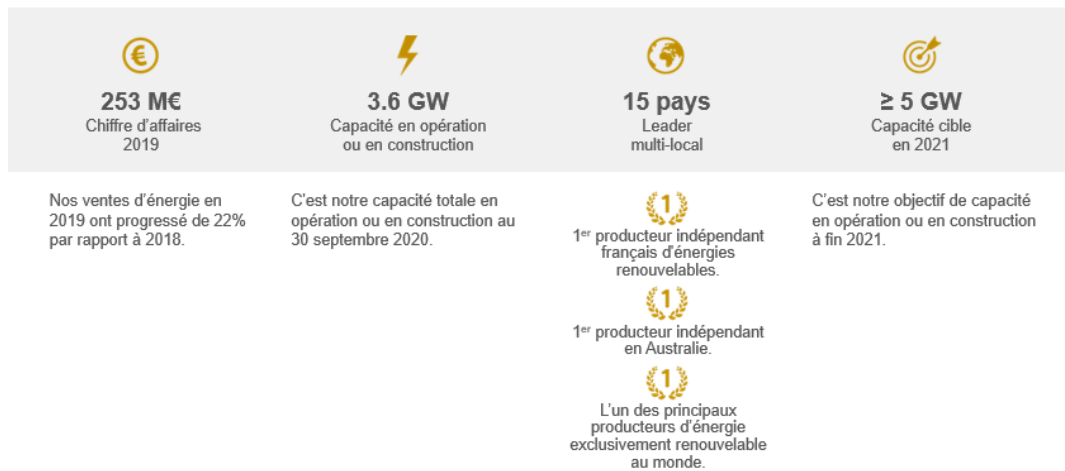 253 M€
Chiffre d'affaires
2019
3.6 GW
Capacité en opération
ou en construction
15 pays
Leader
multi-local
≥ 5 GW
Capacité cible
en 2021
Nos ventes d'énergie en
2019 ont progressé de 22%
par rapport à 2018.
C'est notre capacité totale en
opération ou en construction au
30 septembre 2020.
1
1er producteur indépendant
français d'énergies
renouvelables.
1
1er producteur indépendant
en Australie.
1
L'un des principaux
producteurs d'énergie
exclusivement renouvelable
au monde.
C'est notre objectif de capacité
en opération ou en construction
à fin 2021.